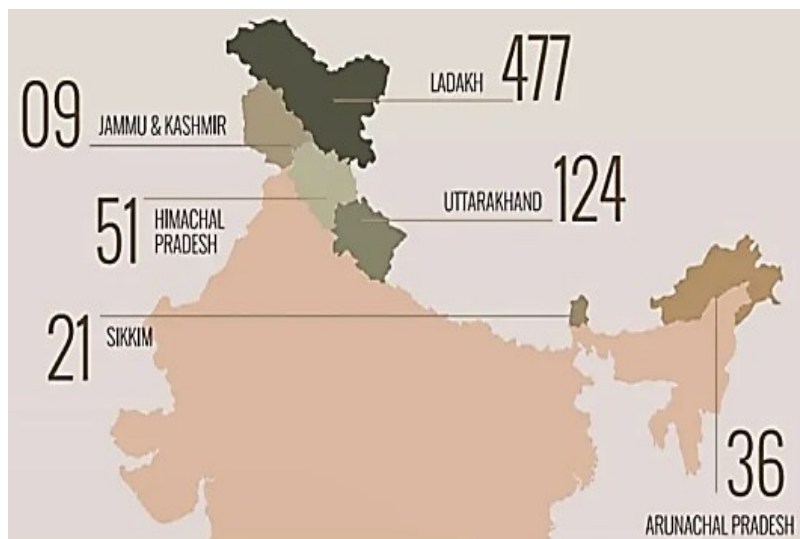 LADAKH 477
09 JAMMU & KASHMIR
UTTARAKHAND 124
51 HIMACHAL
PRADESH
21 SIKKIM
36
ARUNACHAL PRADESH